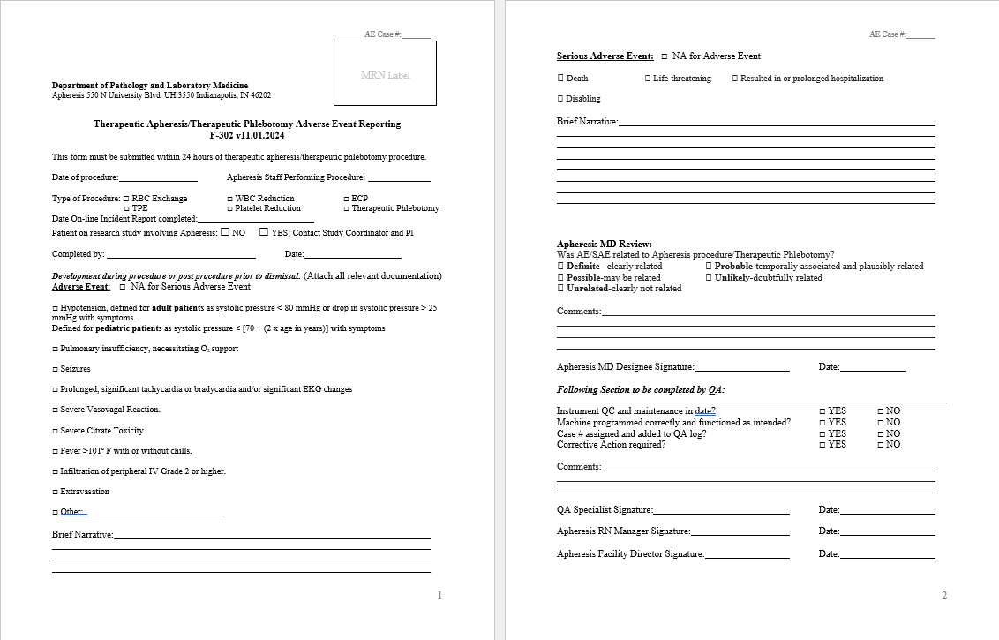 AE Case #:_______
MRN Label
Department of Pathology and Laboratory Medicine
Apheresis 550 N University Blvd. UH 3550 Indianapolis, IN 46202
Therapeutic Apheresis/Therapeutic Phlebotomy Adverse Event Reporting
F-302 v11.01.2024
This form must be submitted within 24 hours of therapeutic apheresis/therapeutic phlebotomy procedure.
Date of procedure:__________________ Apheresis Staff Performing Procedure: ______________
Type of Procedure: □ RBC Exchange □ WBC Reduction □ ECP
□ TPE □ Platelet Reduction □ Therapeutic Phlebotomy
Date On-line Incident Report completed:___________________________
Patient on research study involving Apheresis: ☐ NO ☐ YES; Contact Study Coordinator and PI
Completed by: __________________________________ Date:______________________
Development during procedure or post procedure prior to dismissal: (Attach all relevant documentation)
Adverse Event: □ NA for Serious Adverse Event
□ Hypotension, defined for adult patients as systolic pressure < 80 mmHg or drop in systolic pressure > 25
mmHg with symptoms.
Defined for pediatric patients as systolic pressure < [70 + (2 x age in years)] with symptoms
□ Pulmonary insufficiency, necessitating O₂ support
□ Seizures
□ Prolonged, significant tachycardia or bradycardia and/or significant EKG changes
□ Severe Vasovagal Reaction.
□ Severe Citrate Toxicity
□ Fever >101° F with or without chills.
□ Infiltration of peripheral IV Grade 2 or higher.
□ Extravasation
□ Other:________________________________
Brief Narrative:______________________________________________
1
AE Case #:_______
Serious Adverse Event: □ NA for Adverse Event
☐ Death ☐ Life-threatening ☐ Resulted in or prolonged hospitalization
☐ Disabling
Brief Narrative:______________________________________________
Apheresis MD Review:
Was AE/SAE related to Apheresis procedure/Therapeutic Phlebotomy?
☐ Definite –clearly related ☐ Probable-temporally associated and plausibly related
☐ Possible-may be related ☐ Unlikely-doubtfully related
☐ Unrelated-clearly not related
Comments:______________________________________________
Apheresis MD Designee Signature:____________________ Date:______________
Following Section to be completed by QA:
Instrument QC and maintenance in date? □ YES □ NO
Machine programmed correctly and functioned as intended? □ YES □ NO
Case # assigned and added to QA log? □ YES □ NO
Corrective Action required? □ YES □ NO
Comments:______________________________________________
QA Specialist Signature:____________________________ Date:____________________
Apheresis RN Manager Signature:____________________ Date:____________________
Apheresis Facility Director Signature:__________________ Date:____________________
2